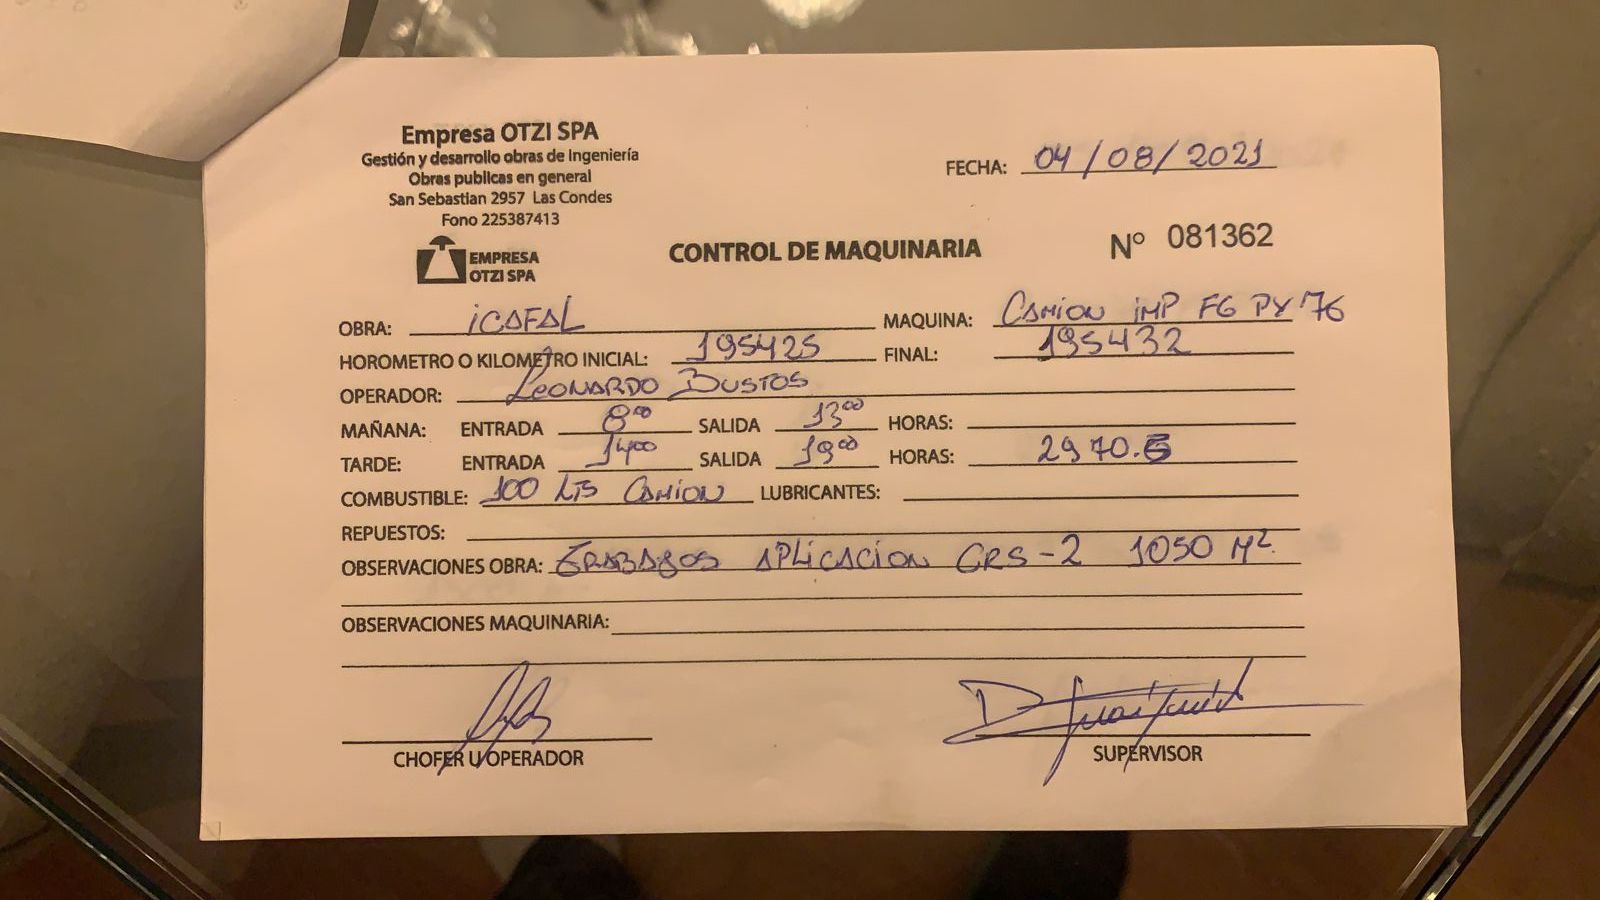 Empresa OTZI SPA
Gestión y desarrollo obras de Ingeniería
Obras publicas en general
San Sebastian 2957 Las Condes
Fono 225387413
EMPRESA
OTZI SPA
FECHA: 04/08/2021
CONTROL DE MAQUINARIA
Nº 081362
OBRA: iCAFAL MAQUINA: CAMiON iMP FG PY 76
HOROMETRO O KILOMETRO INICIAL: 195425 FINAL: 195432
OPERADOR: LEONARDO BUSTOS
MAÑANA: ENTRADA 8:00 SALIDA 13:00 HORAS:
TARDE: ENTRADA 14:00 SALIDA 19:00 HORAS: 2970.5
COMBUSTIBLE: 100 LTS CAMiON LUBRICANTES:
REPUESTOS:
OBSERVACIONES OBRA: TRABAJOS APLICACION CRS-2 1050 M2
OBSERVACIONES MAQUINARIA:
CHOFER U OPERADOR
SUPERVISOR